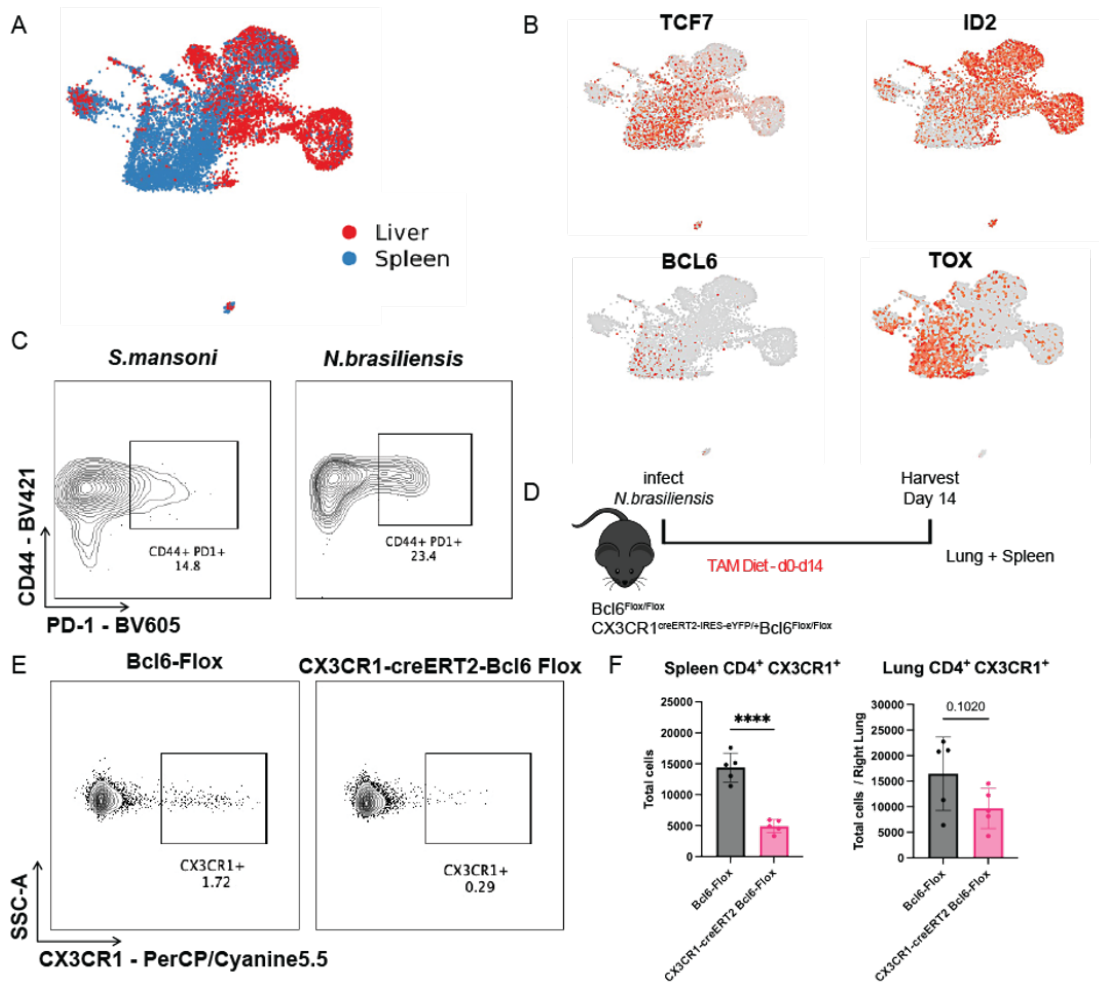 A
Liver
Spleen
B
TCF7
ID2
BCL6
TOX
C
S.mansoni
N.brasiliensis
CD44 - BV421
CD44+ PD1+
14.8
CD44+ PD1+
23.4
PD-1 - BV605
D
infect
N.brasiliensis
Harvest
Day 14
TAM Diet - d0-d14
Lung + Spleen
Bcl6Flox/Flox
CX3CR1creERT2-IRES-eYFP/+Bcl6Flox/Flox
E
Bcl6-Flox
CX3CR1-creERT2-Bcl6 Flox
SSC-A
CX3CR1+
1.72
CX3CR1+
0.29
CX3CR1 - PerCP/Cyanine5.5
F
Spleen CD4+ CX3CR1+
Total cells
25000
20000
15000
10000
5000
0
****
Bcl6-Flox
CX3CR1-creERT2 Bcl6-Flox
Lung CD4+ CX3CR1+
Total cells / Right Lung
30000
25000
20000
15000
10000
5000
0
0.1020
Bcl6-Flox
CX3CR1-creERT2 Bcl6-Flox